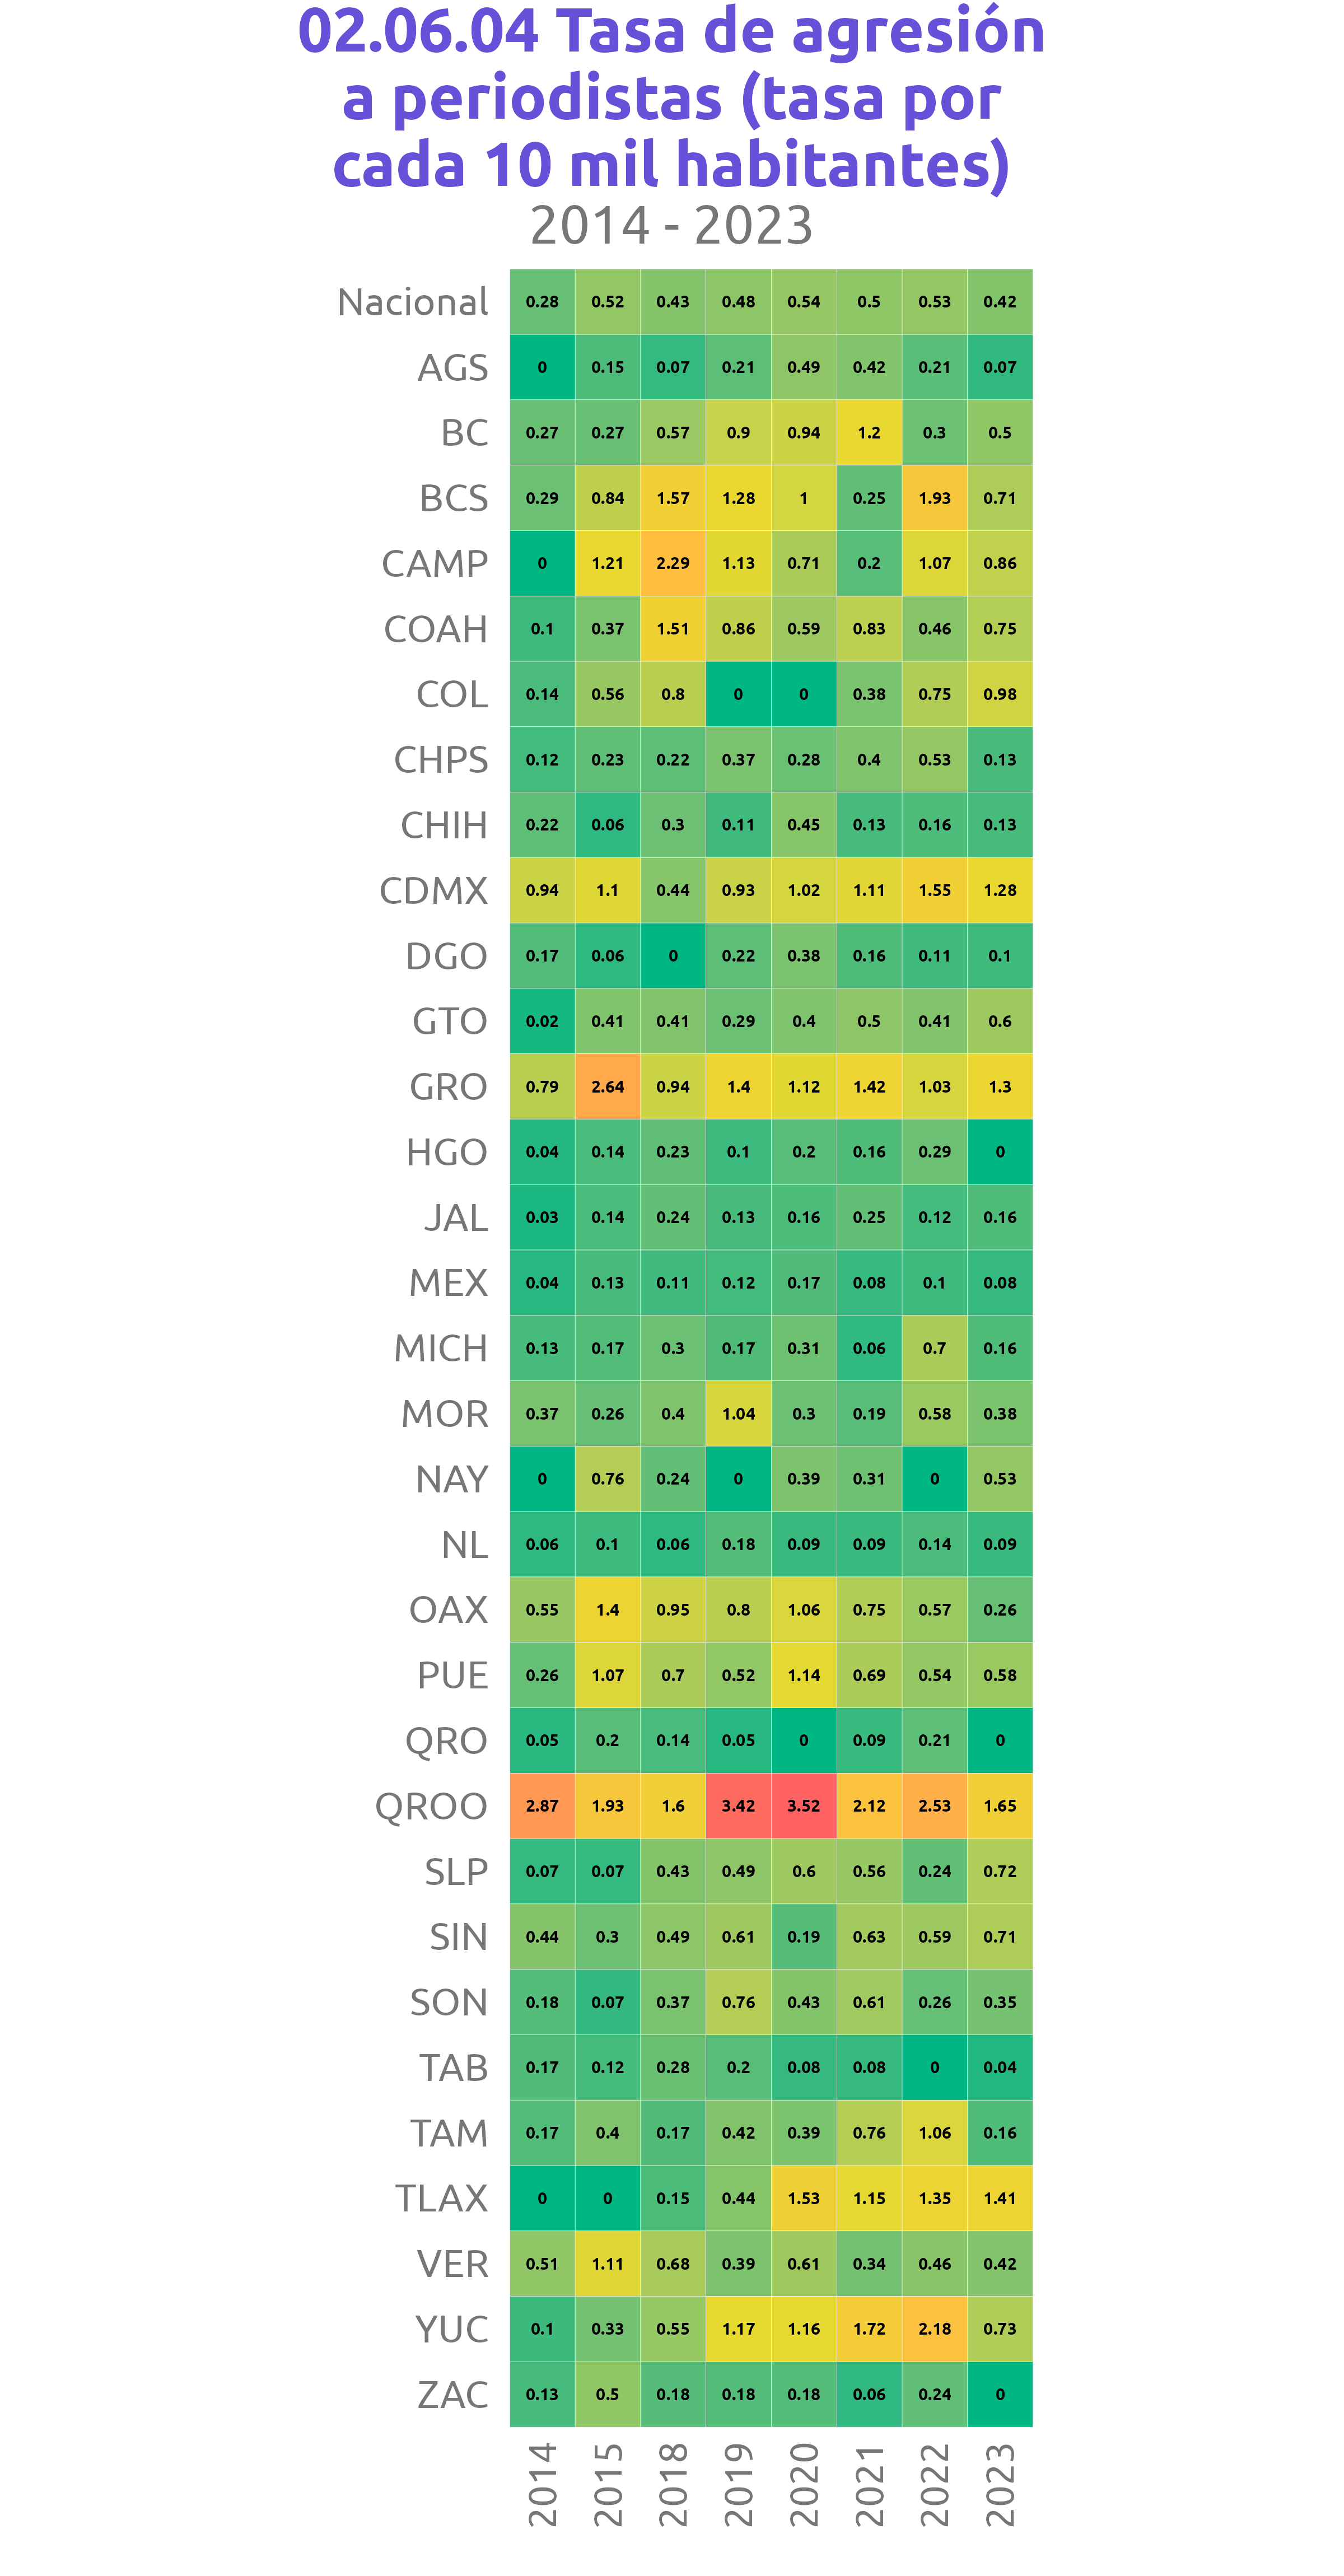 02.06.04 Tasa de agresión
a periodistas (tasa por
cada 10 mil habitantes)
2014 - 2023
Nacional 0.28 0.52 0.43 0.48 0.54 0.5 0.53 0.42
AGS 0 0.15 0.07 0.21 0.49 0.42 0.21 0.07
BC 0.27 0.27 0.57 0.9 0.94 1.2 0.3 0.5
BCS 0.29 0.84 1.57 1.28 1 0.25 1.93 0.71
CAMP 0 1.21 2.29 1.13 0.71 0.2 1.07 0.86
COAH 0.1 0.37 1.51 0.86 0.59 0.83 0.46 0.75
COL 0.14 0.56 0.8 0 0 0.38 0.75 0.98
CHPS 0.12 0.23 0.22 0.37 0.28 0.4 0.53 0.13
CHIH 0.22 0.06 0.3 0.11 0.45 0.13 0.16 0.13
CDMX 0.94 1.1 0.44 0.93 1.02 1.11 1.55 1.28
DGO 0.17 0.06 0 0.22 0.38 0.16 0.11 0.1
GTO 0.02 0.41 0.41 0.29 0.4 0.5 0.41 0.6
GRO 0.79 2.64 0.94 1.4 1.12 1.42 1.03 1.3
HGO 0.04 0.14 0.23 0.1 0.2 0.16 0.29 0
JAL 0.03 0.14 0.24 0.13 0.16 0.25 0.12 0.16
MEX 0.04 0.13 0.11 0.12 0.17 0.08 0.1 0.08
MICH 0.13 0.17 0.3 0.17 0.31 0.06 0.7 0.16
MOR 0.37 0.26 0.4 1.04 0.3 0.19 0.58 0.38
NAY 0 0.76 0.24 0 0.39 0.31 0 0.53
NL 0.06 0.1 0.06 0.18 0.09 0.09 0.14 0.09
OAX 0.55 1.4 0.95 0.8 1.06 0.75 0.57 0.26
PUE 0.26 1.07 0.7 0.52 1.14 0.69 0.54 0.58
QRO 0.05 0.2 0.14 0.05 0 0.09 0.21 0
QROO 2.87 1.93 1.6 3.42 3.52 2.12 2.53 1.65
SLP 0.07 0.07 0.43 0.49 0.6 0.56 0.24 0.72
SIN 0.44 0.3 0.49 0.61 0.19 0.63 0.59 0.71
SON 0.18 0.07 0.37 0.76 0.43 0.61 0.26 0.35
TAB 0.17 0.12 0.28 0.2 0.08 0.08 0 0.04
TAM 0.17 0.4 0.17 0.42 0.39 0.76 1.06 0.16
TLAX 0 0 0.15 0.44 1.53 1.15 1.35 1.41
VER 0.51 1.11 0.68 0.39 0.61 0.34 0.46 0.42
YUC 0.1 0.33 0.55 1.17 1.16 1.72 2.18 0.73
ZAC 0.13 0.5 0.18 0.18 0.18 0.06 0.24 0
2014 2015 2018 2019 2020 2021 2022 2023